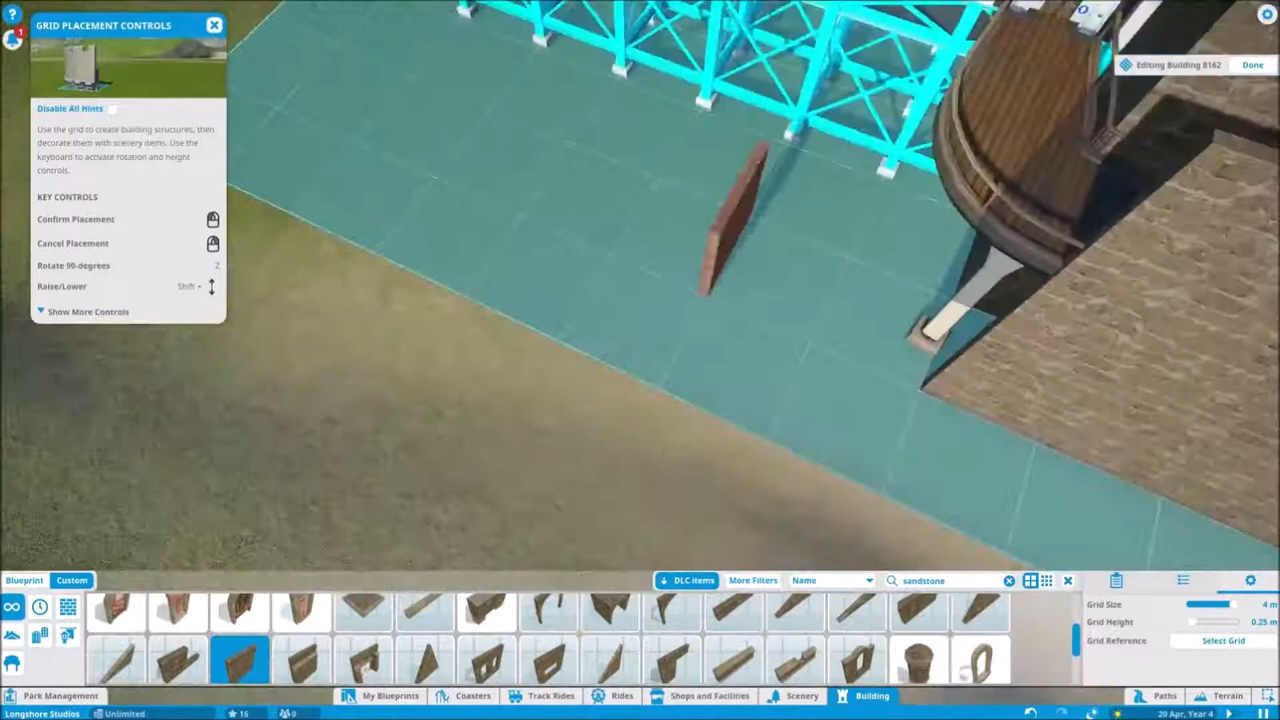 GRID PLACEMENT CONTROLS
Disable All Hints
Use the grid to create building structures, then
decorate them with scenery items. Use the
keyboard to activate rotation and height
controls.
KEY CONTROLS
Confirm Placement
Cancel Placement
Rotate 90-degrees Z
Raise/Lower Shift +
Show More Controls
? 1
Editing Building 8162 Done
Blueprint Custom DLC items More Filters Name sandstone
Grid Size 4 m
Grid Height 0.25 m
Grid Reference Select Grid
Park Management My Blueprints Coasters Track Rides Rides Shops and Facilities Scenery Building Paths Terrain
Longshore Studios Unlimited 16 0 20 Apr, Year 4